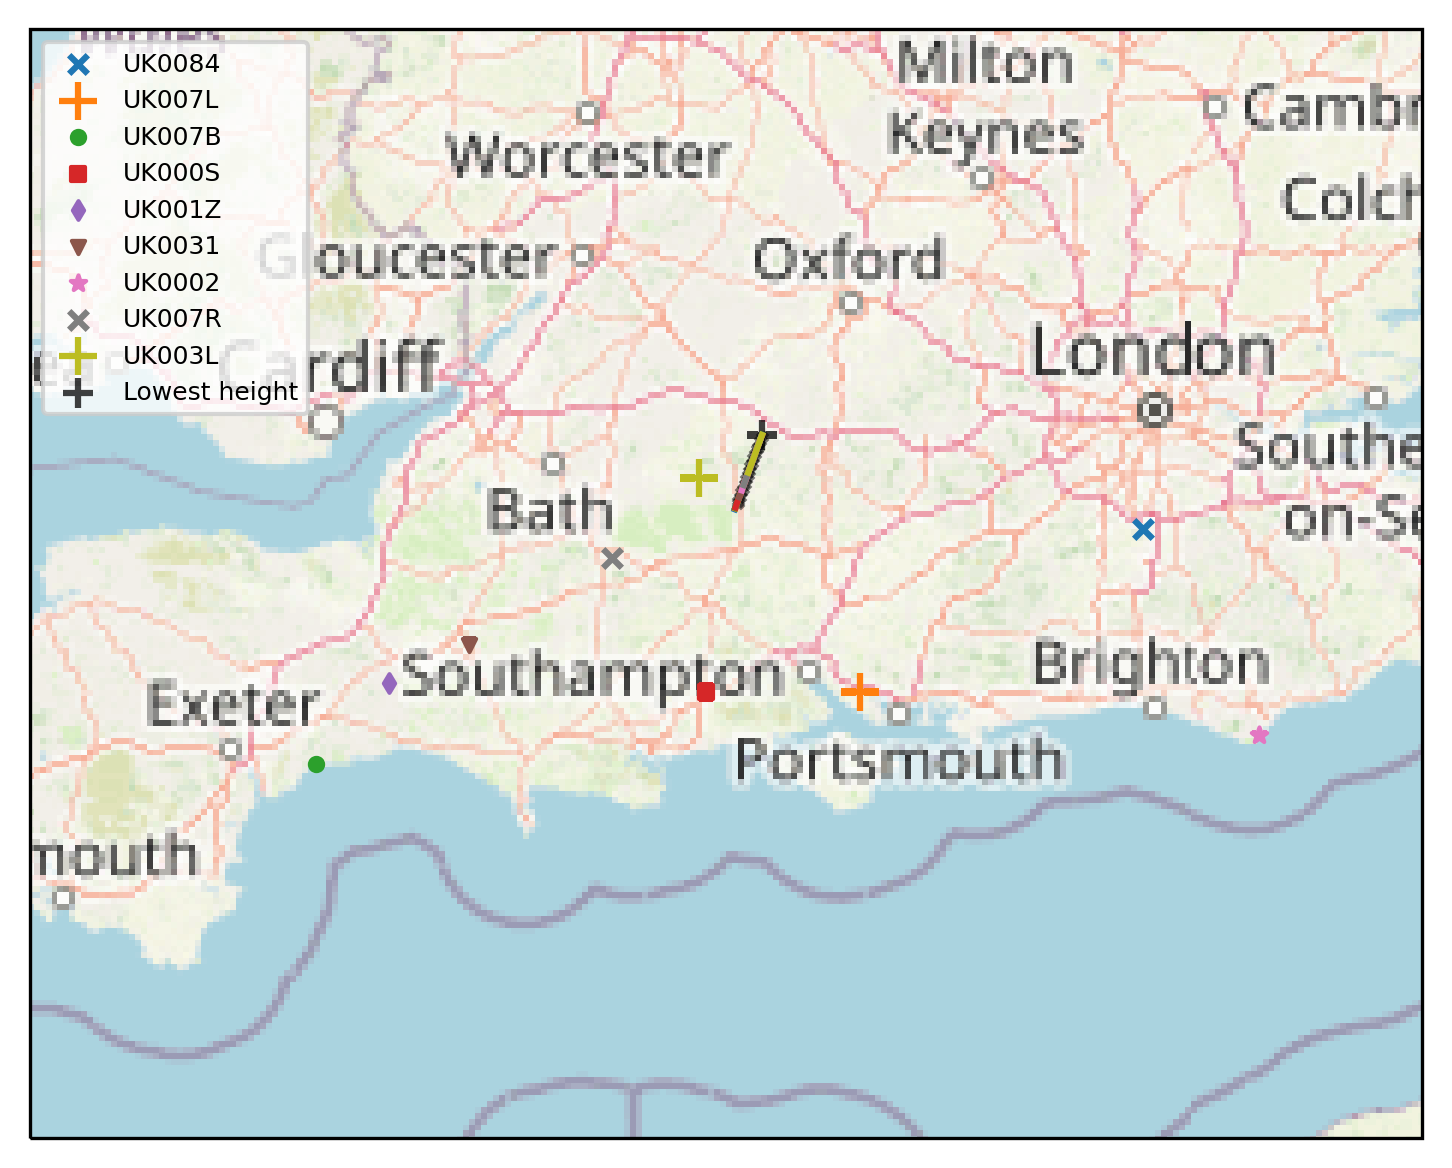 UK0084
UK007L
UK007B
UK000S
UK001Z
UK0031
UK0002
UK007R
UK003L
Lowest height
Milton
Keynes
Cambr
Worcester
Colch
Gloucester
Oxford
Cardiff
London
Southe
on-Se
Bath
Southampton
Brighton
Exeter
Portsmouth
mouth